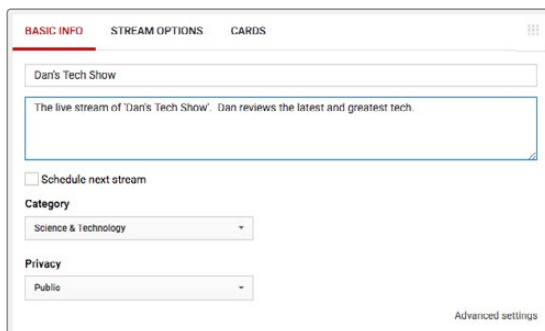 BASIC INFO STREAM OPTIONS CARDS
Dan's Tech Show
The live stream of 'Dan's Tech Show'. Dan reviews the latest and greatest tech.
Schedule next stream
Category
Science & Technology
Privacy
Public
Advanced settings